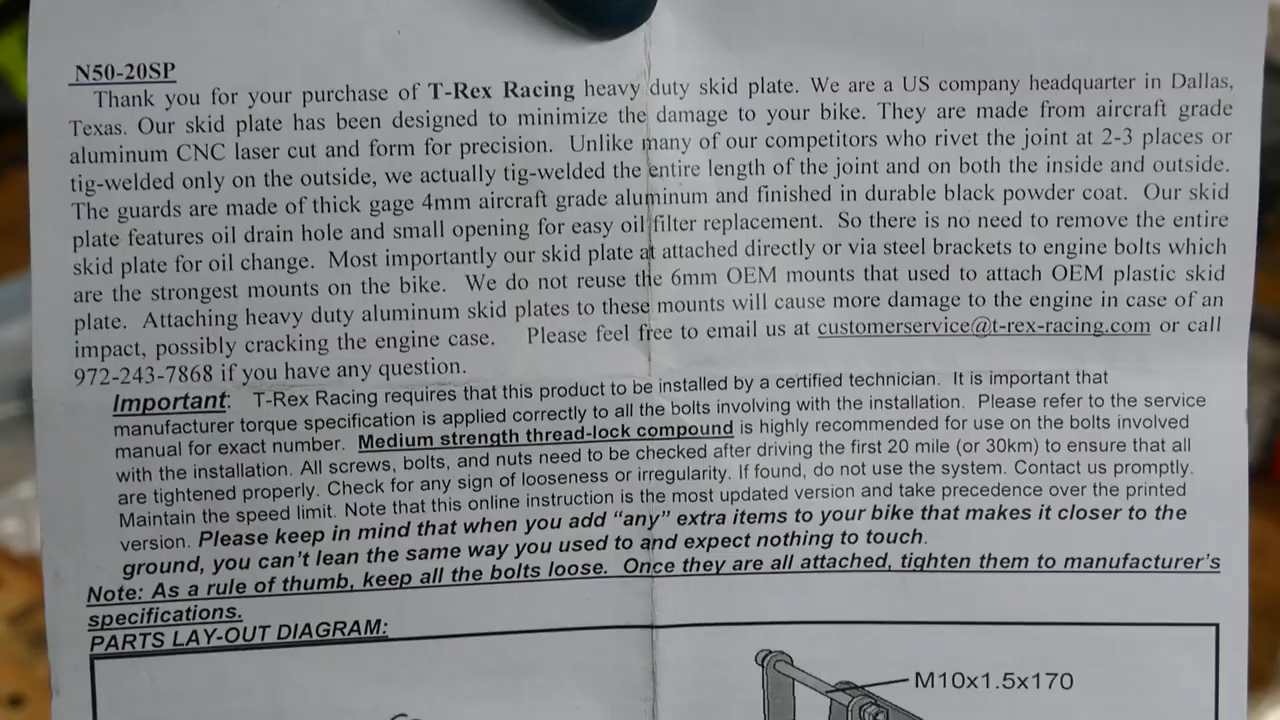 N50-20SP
Thank you for your purchase of T-Rex Racing heavy duty skid plate. We are a US company headquarter in Dallas,
Texas. Our skid plate has been designed to minimize the damage to your bike. They are made from aircraft grade
aluminum CNC laser cut and form for precision. Unlike many of our competitors who rivet the joint at 2-3 places or
tig-welded only on the outside, we actually tig-welded the entire length of the joint and on both the inside and outside.
The guards are made of thick gage 4mm aircraft grade aluminum and finished in durable black powder coat. Our skid
plate features oil drain hole and small opening for easy oil filter replacement. So there is no need to remove the entire
skid plate for oil change. Most importantly our skid plate at attached directly or via steel brackets to engine bolts which
are the strongest mounts on the bike. We do not reuse the 6mm OEM mounts that used to attach OEM plastic skid
plate. Attaching heavy duty aluminum skid plates to these mounts will cause more damage to the engine in case of an
impact, possibly cracking the engine case. Please feel free to email us at customerservice@t-rex-racing.com or call
972-243-7868 if you have any question.
Important: T-Rex Racing requires that this product to be installed by a certified technician. It is important that
manufacturer torque specification is applied correctly to all the bolts involving with the installation. Please refer to the service
manual for exact number. Medium strength thread-lock compound is highly recommended for use on the bolts involved
with the installation. All screws, bolts, and nuts need to be checked after driving the first 20 mile (or 30km) to ensure that all
are tightened properly. Check for any sign of looseness or irregularity. If found, do not use the system. Contact us promptly.
Maintain the speed limit. Note that this online instruction is the most updated version and take precedence over the printed
version. Please keep in mind that when you add “any” extra items to your bike that makes it closer to the
ground, you can’t lean the same way you used to and expect nothing to touch.
Note: As a rule of thumb, keep all the bolts loose. Once they are all attached, tighten them to manufacturer’s
specifications.
PARTS LAY-OUT DIAGRAM:
M10x1.5x170